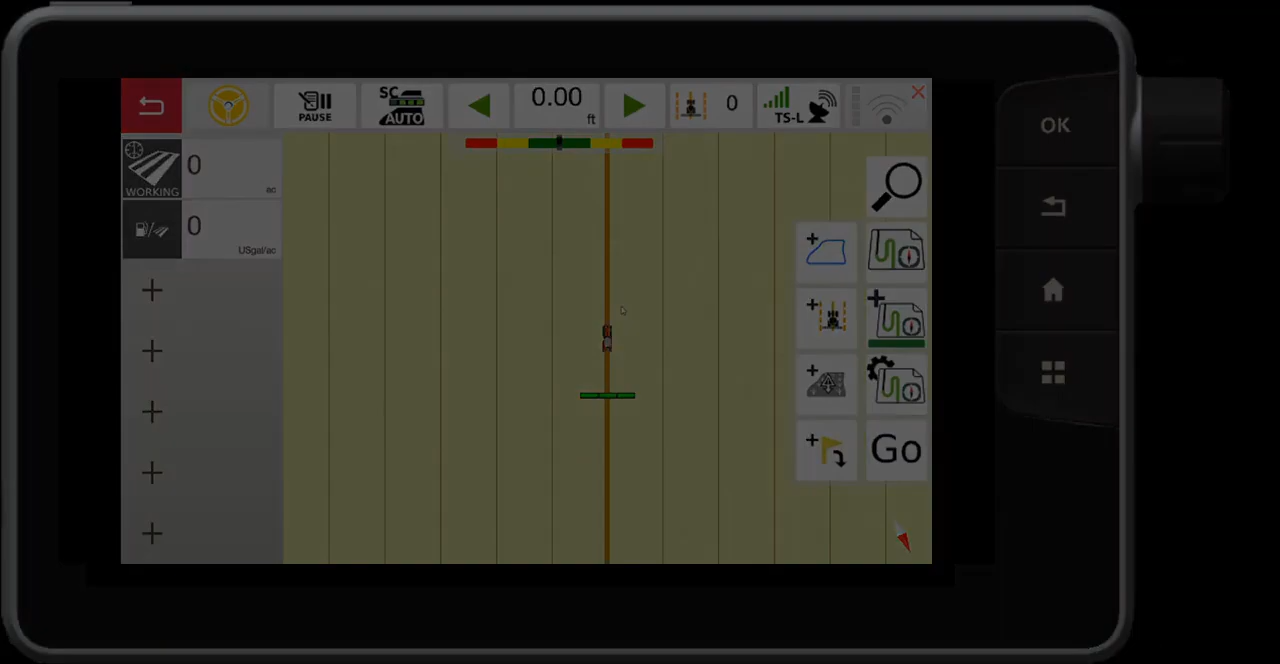 PAUSE
SC
AUTO
0.00
ft
0
TS-L
WORKING
0
ac
0
USgal/ac
Go
OK